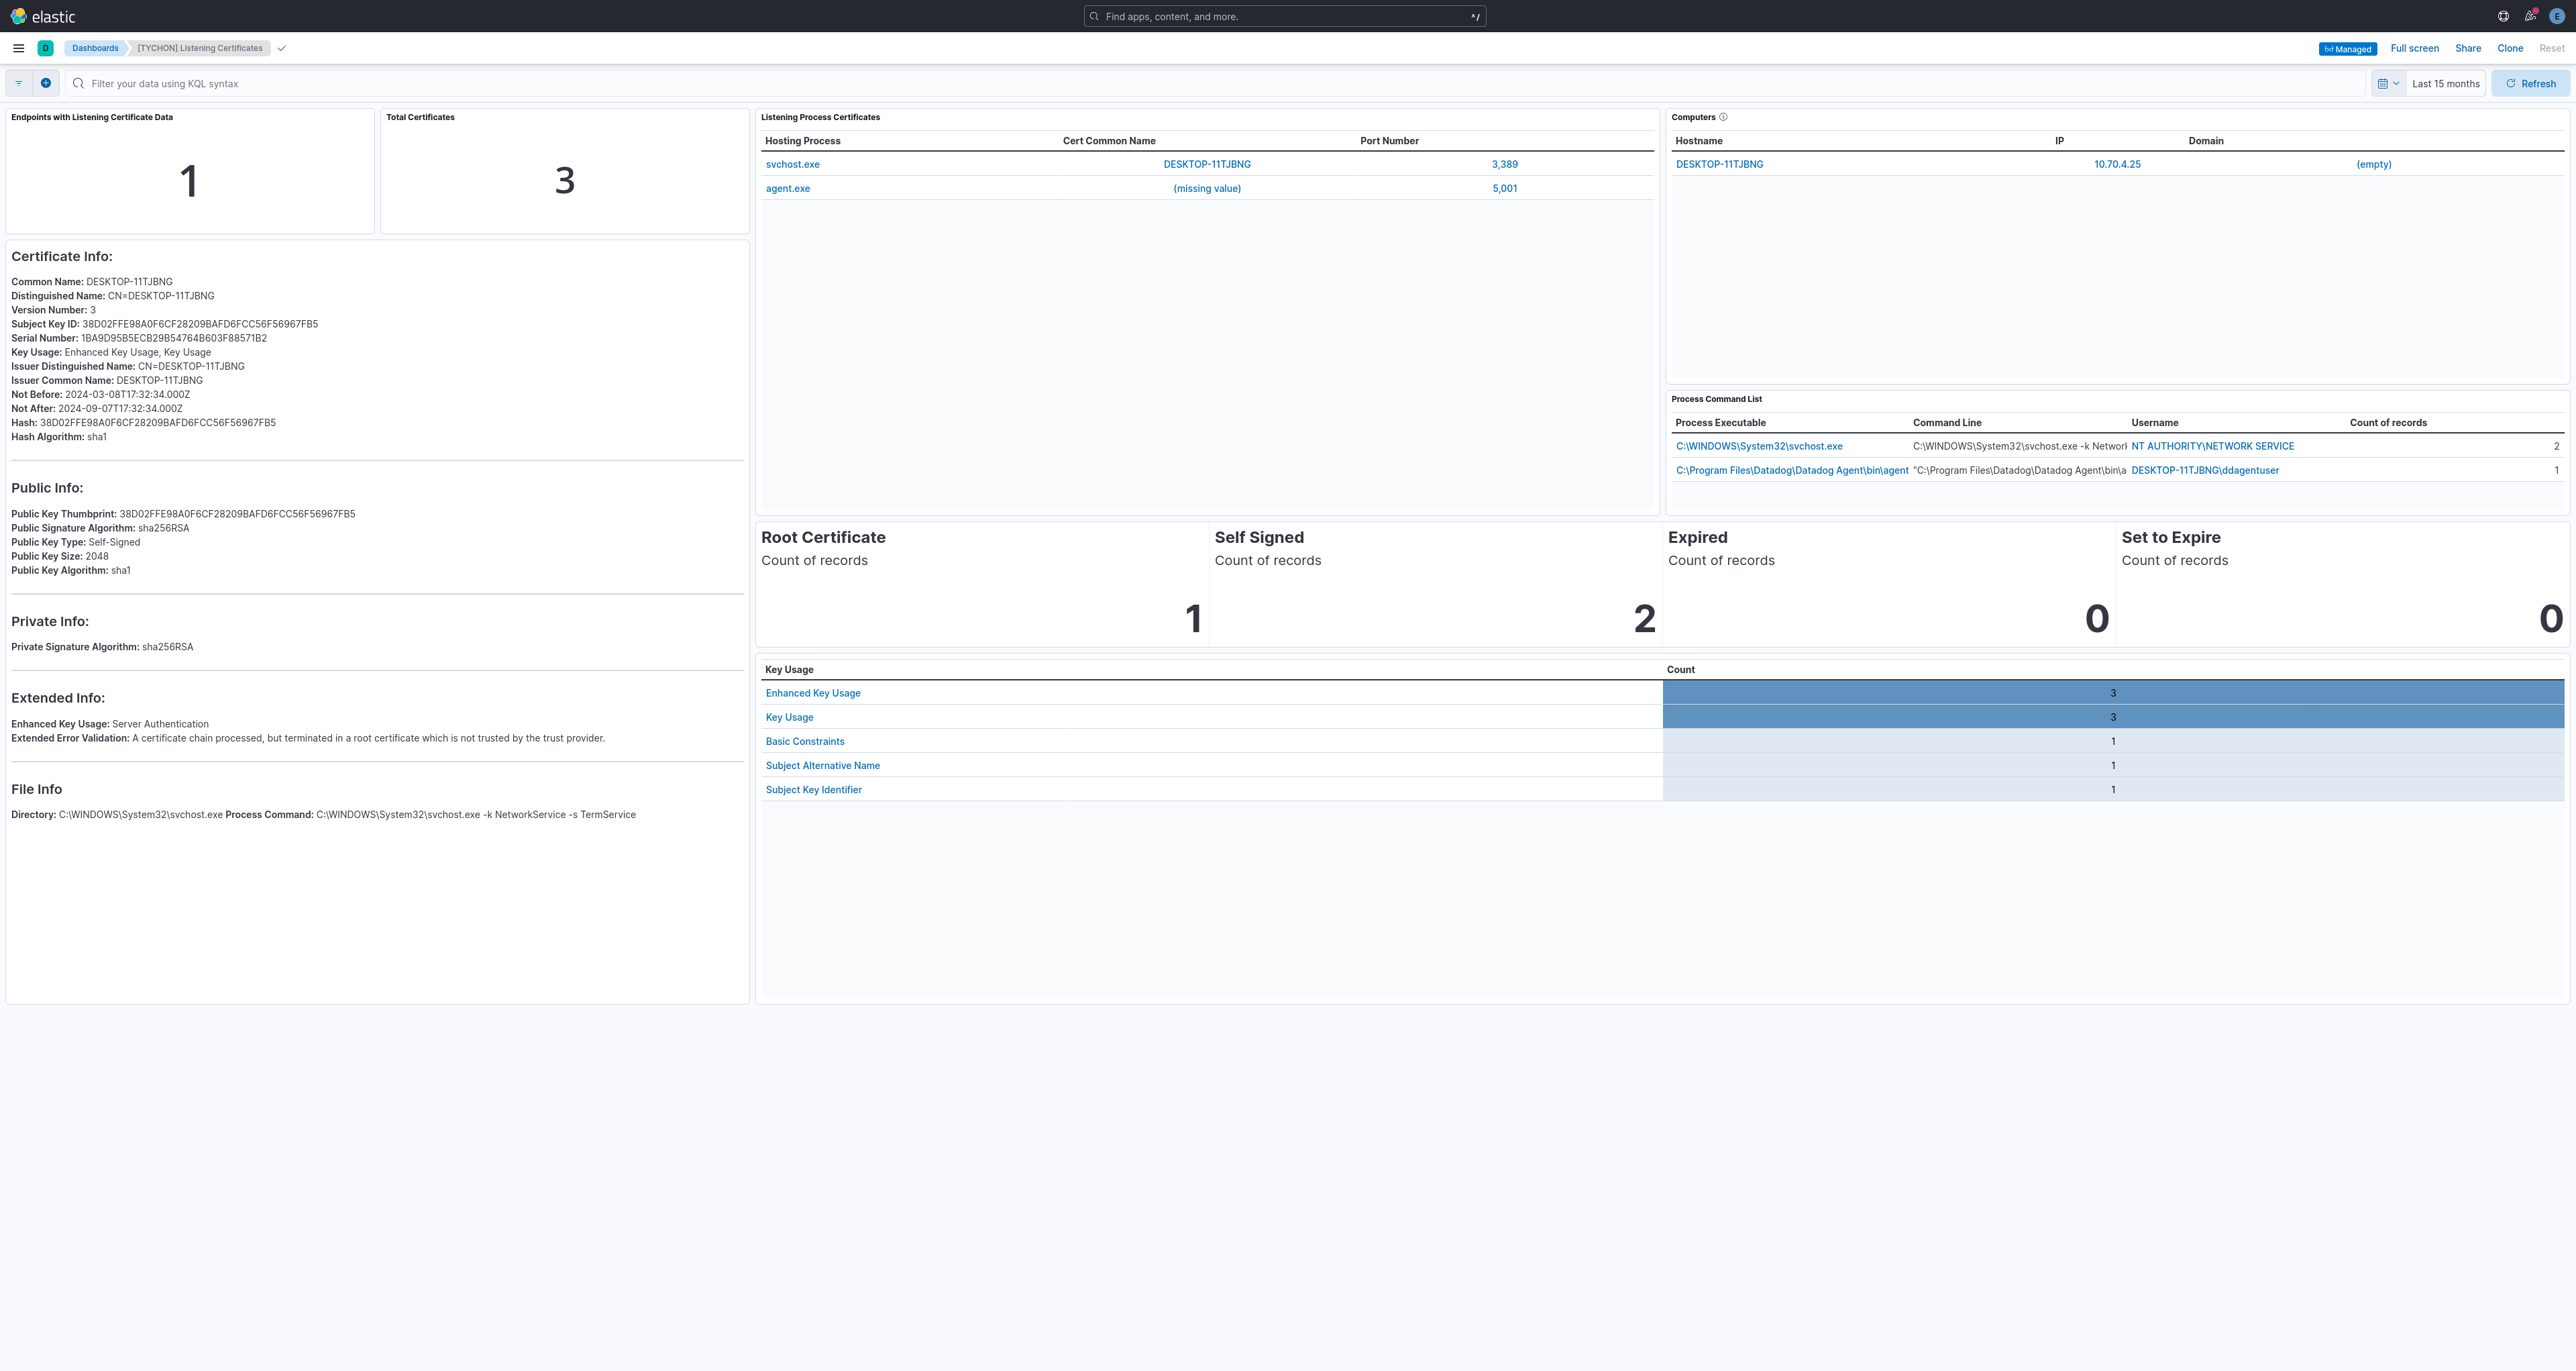 elastic
Find apps, content, and more.
^/
E
D
Dashboards
[TYCHON] Listening Certificates
Managed
Full screen
Share
Clone
Reset
Filter your data using KQL syntax
Last 15 months
Refresh
Endpoints with Listening Certificate Data
1
Total Certificates
3
Certificate Info:
Common Name: DESKTOP-11TJBNG
Distinguished Name: CN=DESKTOP-11TJBNG
Version Number: 3
Subject Key ID: 38D02FFE98A0F6CF28209BAFD6FCC56F56967FB5
Serial Number: 1BA9D95B5ECB29B54764B603F88571B2
Key Usage: Enhanced Key Usage, Key Usage
Issuer Distinguished Name: CN=DESKTOP-11TJBNG
Issuer Common Name: DESKTOP-11TJBNG
Not Before: 2024-03-08T17:32:34.000Z
Not After: 2024-09-07T17:32:34.000Z
Hash: 38D02FFE98A0F6CF28209BAFD6FCC56F56967FB5
Hash Algorithm: sha1
Public Info:
Public Key Thumbprint: 38D02FFE98A0F6CF28209BAFD6FCC56F56967FB5
Public Signature Algorithm: sha256RSA
Public Key Type: Self-Signed
Public Key Size: 2048
Public Key Algorithm: sha1
Private Info:
Private Signature Algorithm: sha256RSA
Extended Info:
Enhanced Key Usage: Server Authentication
Extended Error Validation: A certificate chain processed, but terminated in a root certificate which is not trusted by the trust provider.
File Info
Directory: C:\WINDOWS\System32\svchost.exe Process Command: C:\WINDOWS\System32\svchost.exe -k NetworkService -s TermService
Listening Process Certificates
Hosting Process Cert Common Name Port Number
svchost.exe DESKTOP-11TJBNG 3,389
agent.exe (missing value) 5,001
Computers
Hostname IP Domain
DESKTOP-11TJBNG 10.70.4.25 (empty)
Process Command List
Process Executable Command Line Username Count of records
C:\WINDOWS\System32\svchost.exe C:\WINDOWS\System32\svchost.exe -k Network NT AUTHORITY\NETWORK SERVICE 2
C:\Program Files\Datadog\Datadog Agent\bin\agent "C:\Program Files\Datadog\Datadog Agent\bin\a DESKTOP-11TJBNG\ddagentuser 1
Root Certificate
Count of records
1
Self Signed
Count of records
2
Expired
Count of records
0
Set to Expire
Count of records
0
Key Usage Count
Enhanced Key Usage 3
Key Usage 3
Basic Constraints 1
Subject Alternative Name 1
Subject Key Identifier 1